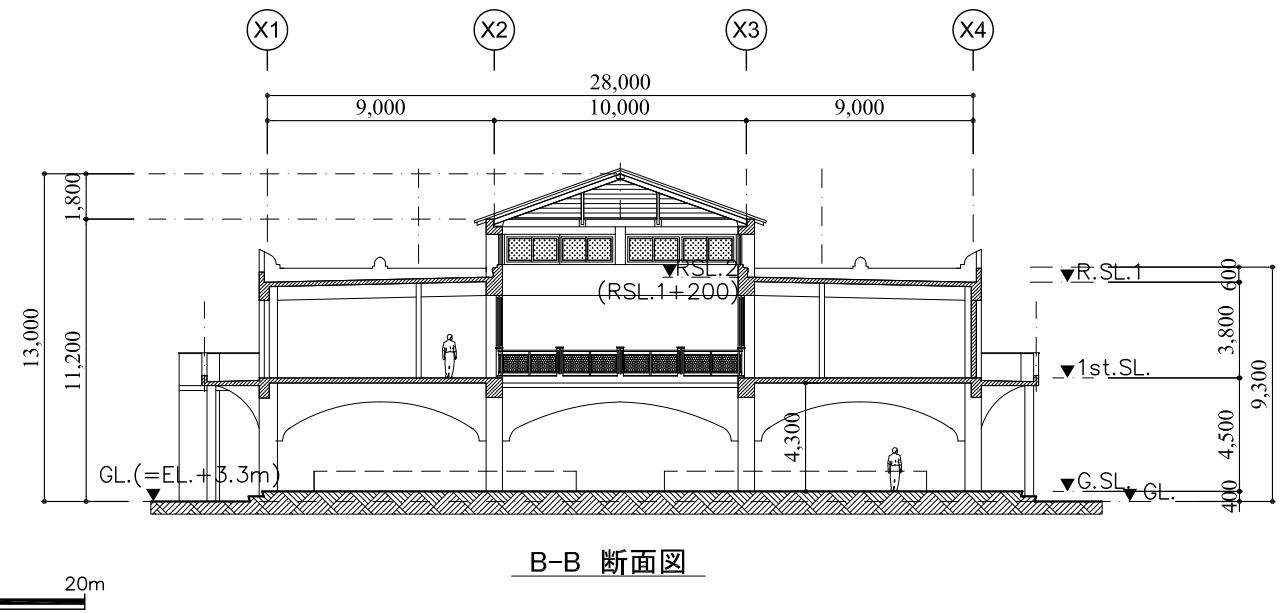 X1 X2 X3 X4
28,000
9,000 10,000 9,000
1,800
13,000
11,200
RSL.2
(RSL.1+200)
R.SL.1
600
3,800
1st.SL.
9,300
4,300
4,500
GL.(=EL.+3.3m)
G.SL.
GL.
400
B-B 断面図
20m